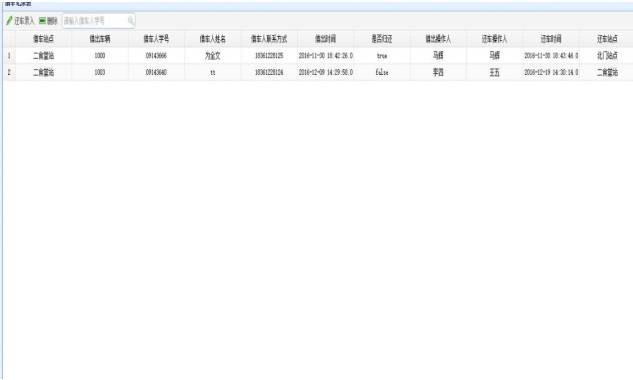 借车记录表
还车录入 删除 请输入借车人学号
借车站点 借出车辆 借车人学号 借车人姓名 借车人联系方式 借出时间 是否归还 借出操作人 还车操作人 还车时间 还车站点
1 二食堂站 1000 09143666 为金文 18361228125 2016-11-30 18:42:26.0 true 马辉 马辉 2016-11-30 18:43:46.0 北门站点
2 二食堂站 1003 09143640 tt 18361228124 2016-12-09 14:29:58.0 false 李四 王五 2016-12-19 14:30:14.0 二食堂站